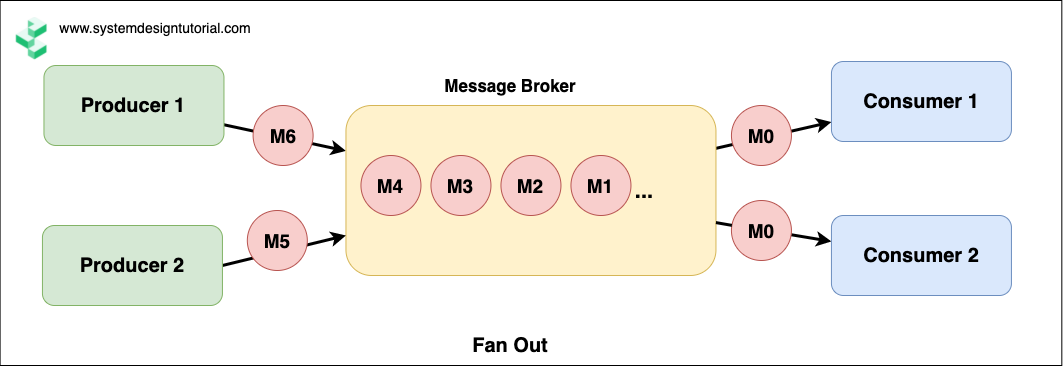 www.systemdesigntutorial.com
Message Broker
Producer 1
M6
M0
Consumer 1
M4 M3 M2 M1 ...
Producer 2
M5
M0
Consumer 2
Fan Out